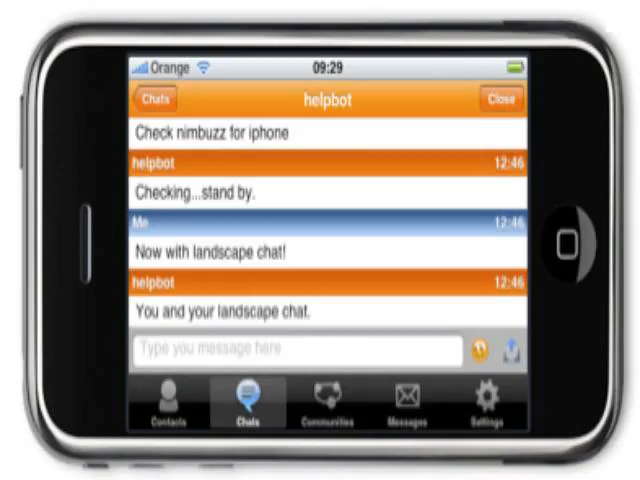 Orange 09:29
Chats helpbot Close
Check nimbuzz for iphone
helpbot 12:46
Checking...stand by.
Me 12:46
Now with landscape chat!
helpbot 12:46
You and your landscape chat.
Type you message here
Contacts Chats Communities Messages Settings